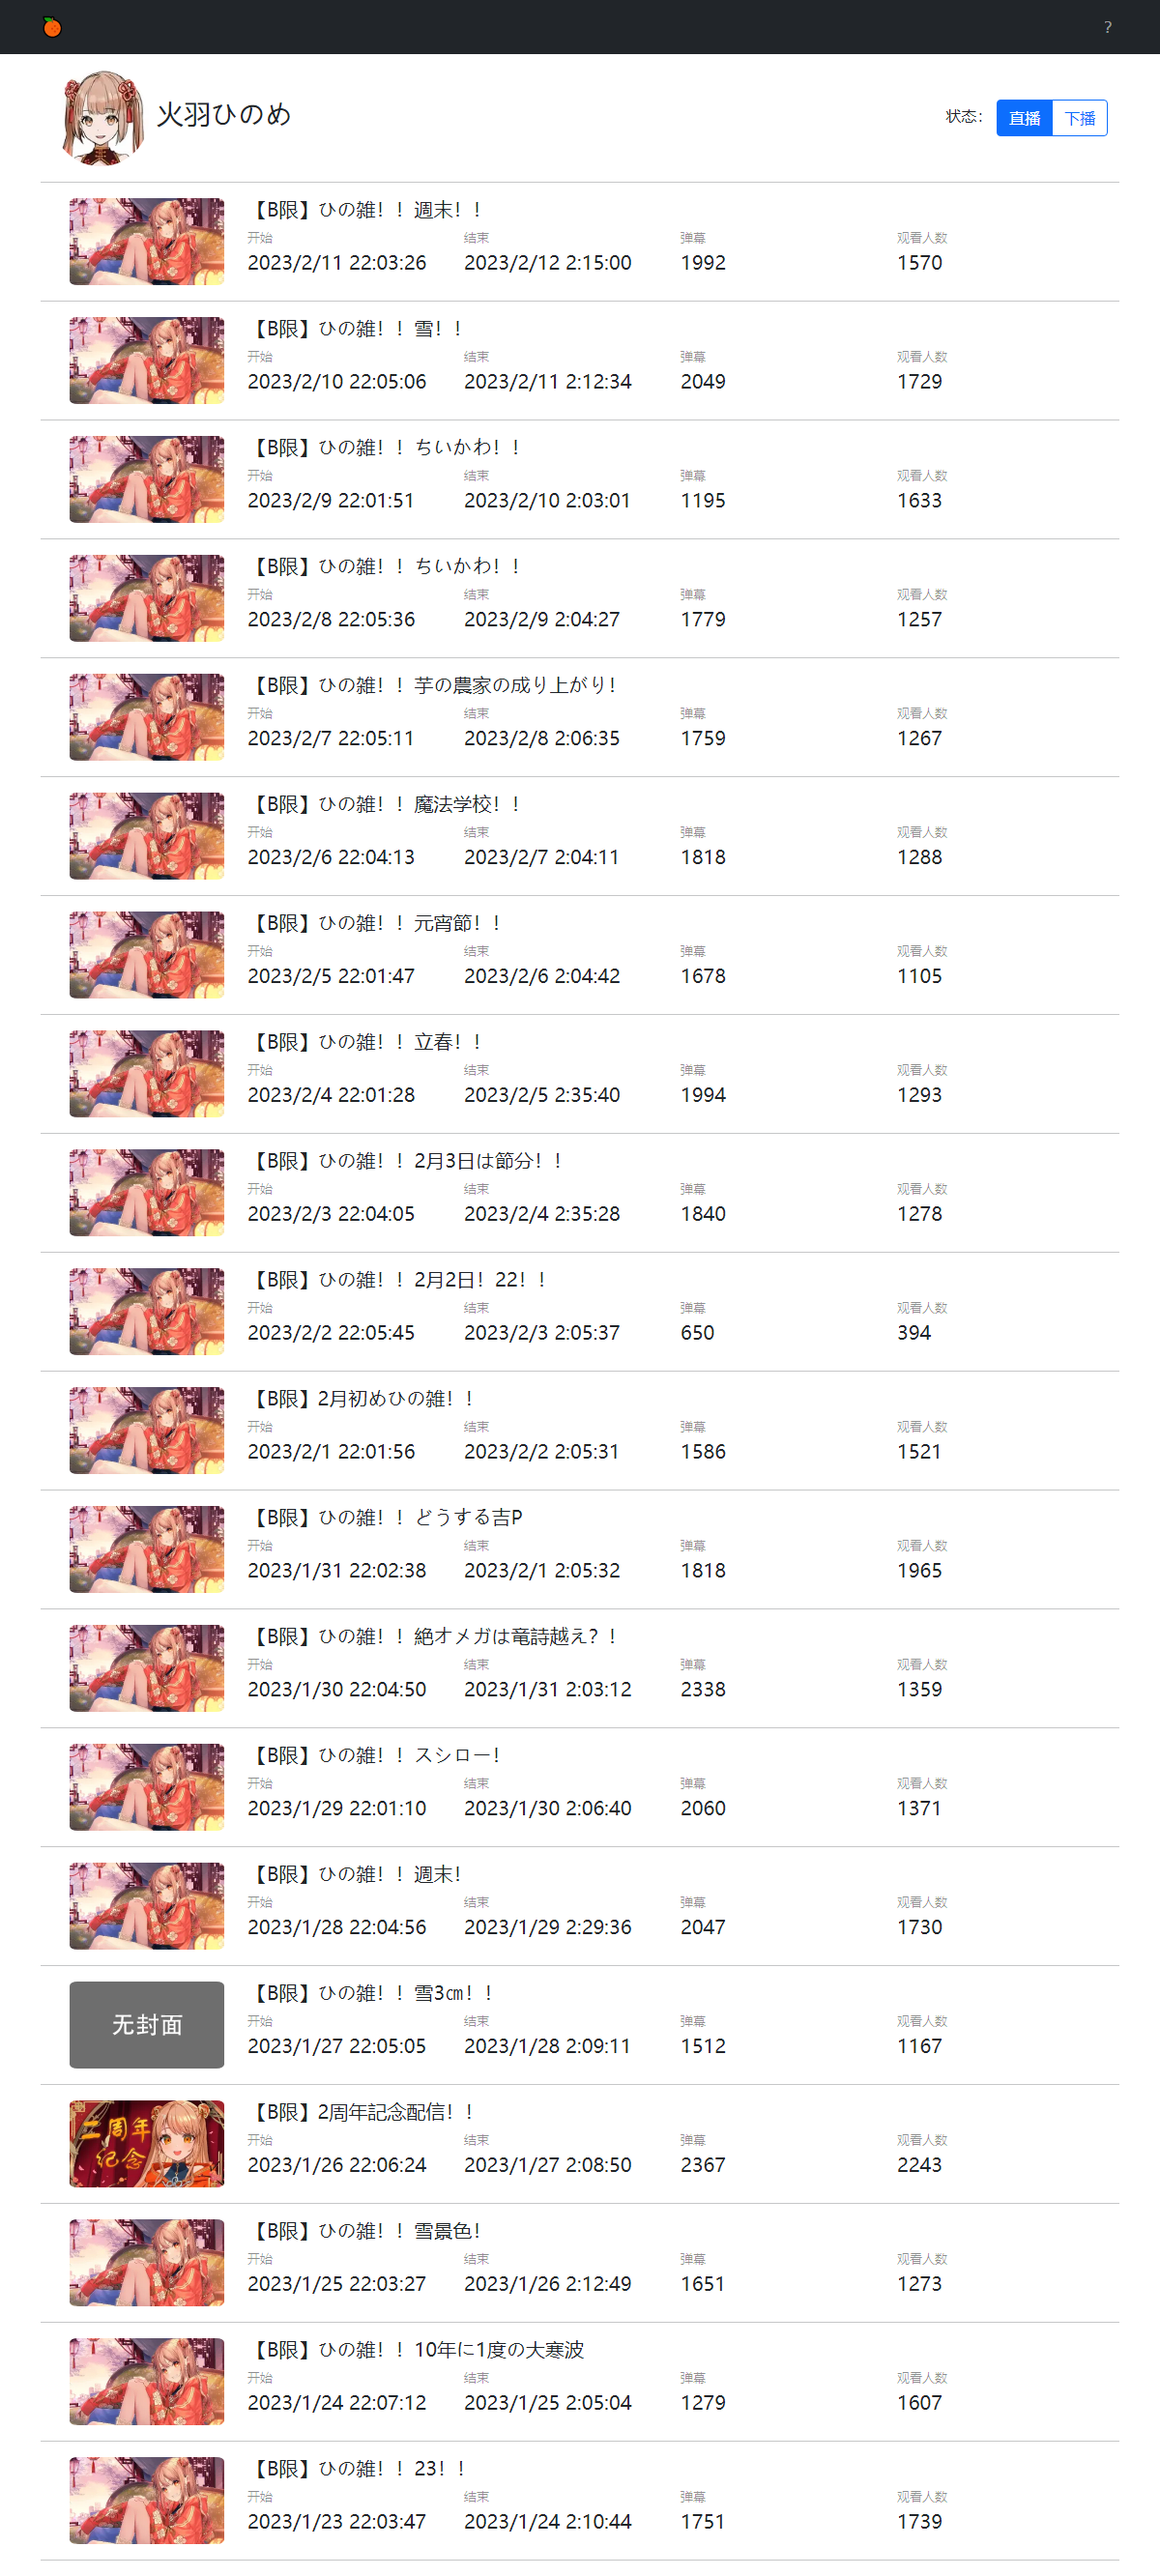 ?
火羽ひのめ
状态：
直播 下播
【B限】ひの雑！！週末！！
开始 结束 弹幕 观看人数
2023/2/11 22:03:26 2023/2/12 2:15:00 1992 1570
【B限】ひの雑！！雪！！
开始 结束 弹幕 观看人数
2023/2/10 22:05:06 2023/2/11 2:12:34 2049 1729
【B限】ひの雑！！ちいかわ！！
开始 结束 弹幕 观看人数
2023/2/9 22:01:51 2023/2/10 2:03:01 1195 1633
【B限】ひの雑！！ちいかわ！！
开始 结束 弹幕 观看人数
2023/2/8 22:05:36 2023/2/9 2:04:27 1779 1257
【B限】ひの雑！！芋の農家の成り上がり！
开始 结束 弹幕 观看人数
2023/2/7 22:05:11 2023/2/8 2:06:35 1759 1267
【B限】ひの雑！！魔法学校！！
开始 结束 弹幕 观看人数
2023/2/6 22:04:13 2023/2/7 2:04:11 1818 1288
【B限】ひの雑！！元宵節！！
开始 结束 弹幕 观看人数
2023/2/5 22:01:47 2023/2/6 2:04:42 1678 1105
【B限】ひの雑！！立春！！
开始 结束 弹幕 观看人数
2023/2/4 22:01:28 2023/2/5 2:35:40 1994 1293
【B限】ひの雑！！2月3日は節分！！
开始 结束 弹幕 观看人数
2023/2/3 22:04:05 2023/2/4 2:35:28 1840 1278
【B限】ひの雑！！2月2日！22！！
开始 结束 弹幕 观看人数
2023/2/2 22:05:45 2023/2/3 2:05:37 650 394
【B限】2月初めひの雑！！
开始 结束 弹幕 观看人数
2023/2/1 22:01:56 2023/2/2 2:05:31 1586 1521
【B限】ひの雑！！どうする吉P
开始 结束 弹幕 观看人数
2023/1/31 22:02:38 2023/2/1 2:05:32 1818 1965
【B限】ひの雑！！絶オメガは竜詩越え？！
开始 结束 弹幕 观看人数
2023/1/30 22:04:50 2023/1/31 2:03:12 2338 1359
【B限】ひの雑！！スシロー！
开始 结束 弹幕 观看人数
2023/1/29 22:01:10 2023/1/30 2:06:40 2060 1371
【B限】ひの雑！！週末！
开始 结束 弹幕 观看人数
2023/1/28 22:04:56 2023/1/29 2:29:36 2047 1730
无封面
【B限】ひの雑！！雪3㎝！！
开始 结束 弹幕 观看人数
2023/1/27 22:05:05 2023/1/28 2:09:11 1512 1167
二周年
纪念
【B限】2周年記念配信！！
开始 结束 弹幕 观看人数
2023/1/26 22:06:24 2023/1/27 2:08:50 2367 2243
【B限】ひの雑！！雪景色！
开始 结束 弹幕 观看人数
2023/1/25 22:03:27 2023/1/26 2:12:49 1651 1273
【B限】ひの雑！！10年に1度の大寒波
开始 结束 弹幕 观看人数
2023/1/24 22:07:12 2023/1/25 2:05:04 1279 1607
【B限】ひの雑！！23！！
开始 结束 弹幕 观看人数
2023/1/23 22:03:47 2023/1/24 2:10:44 1751 1739